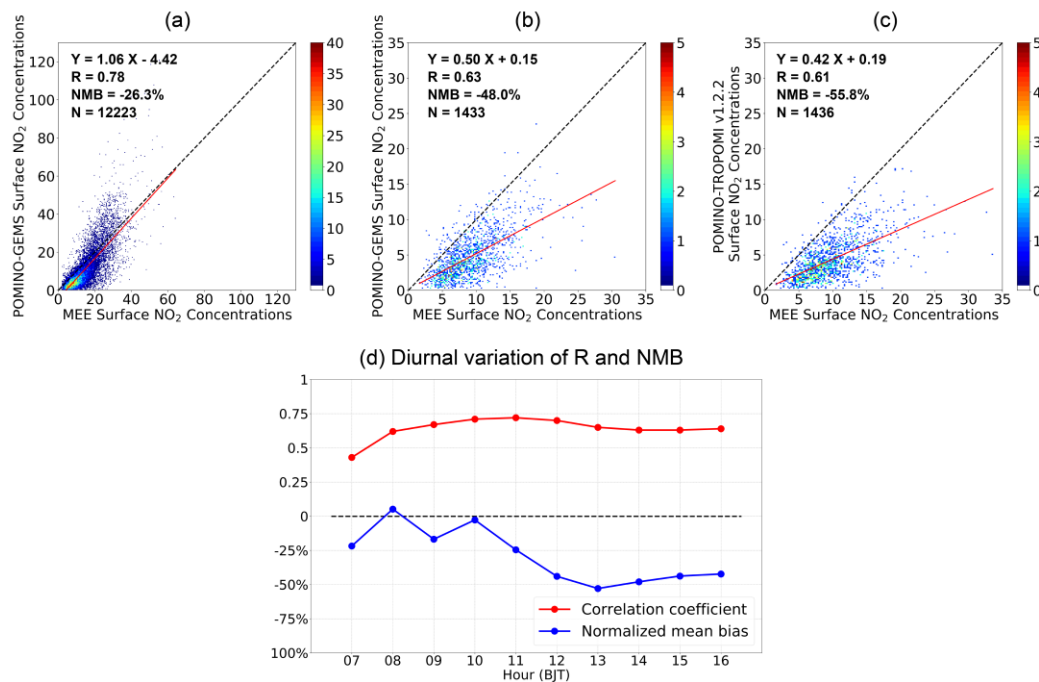 (a)
POMINO-GEMS Surface NO₂ Concentrations
120
100
80
60
40
20
0
Y = 1.06 X - 4.42
R = 0.78
NMB = -26.3%
N = 12223
0 20 40 60 80 100 120
MEE Surface NO₂ Concentrations
40
35
30
25
20
15
10
5
0
(b)
POMINO-GEMS Surface NO₂ Concentrations
35
30
25
20
15
10
5
0
Y = 0.50 X + 0.15
R = 0.63
NMB = -48.0%
N = 1433
0 5 10 15 20 25 30 35
MEE Surface NO₂ Concentrations
5
4
3
2
1
0
(c)
POMINO-TROPOMI v1.2.2
Surface NO₂ Concentrations
35
30
25
20
15
10
5
0
Y = 0.42 X + 0.19
R = 0.61
NMB = -55.8%
N = 1436
0 5 10 15 20 25 30 35
MEE Surface NO₂ Concentrations
5
4
3
2
1
0
(d) Diurnal variation of R and NMB
1
0.75
0.5
0.25
0
-25%
-50%
-75%
100%
Correlation coefficient
Normalized mean bias
07 08 09 10 11 12 13 14 15 16
Hour (BJT)